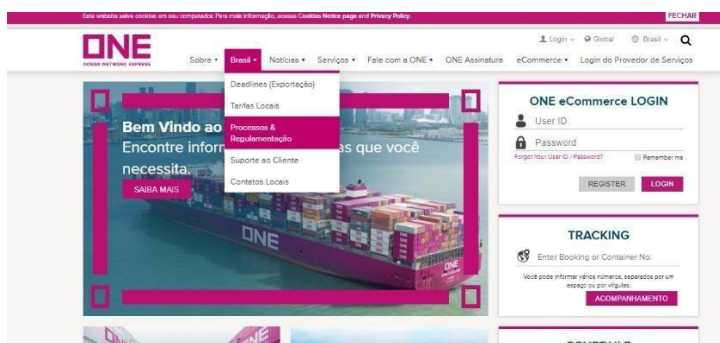 Este website salva cookies em seu computador. Para mais informação, acesse Cookies Notice page and Privacy Policy.
FECHAR
Login
Global
Brasil
ONE
OCEAN NETWORK EXPRESS
Sobre
Brasil
Notícias
Serviços
Fale com a ONE
ONE Assinatura
eCommerce
Login do Provedor de Serviços
Deadlines (Exportação)
Tarifas Locais
Processos &
Regulamentação
Suporte ao Cliente
Contatos Locais
Bem Vindo ao
Encontre infor
as que você
necessita.
SAIBA MAIS
ONE
ONE
ONE eCommerce LOGIN
User ID
Password
Forgot Your User ID / Password?
Remember me
REGISTER
LOGIN
TRACKING
Enter Booking or Container No.
Você pode informar vários números, separados por um
espaço ou por vírgulas.
ACOMPANHAMENTO